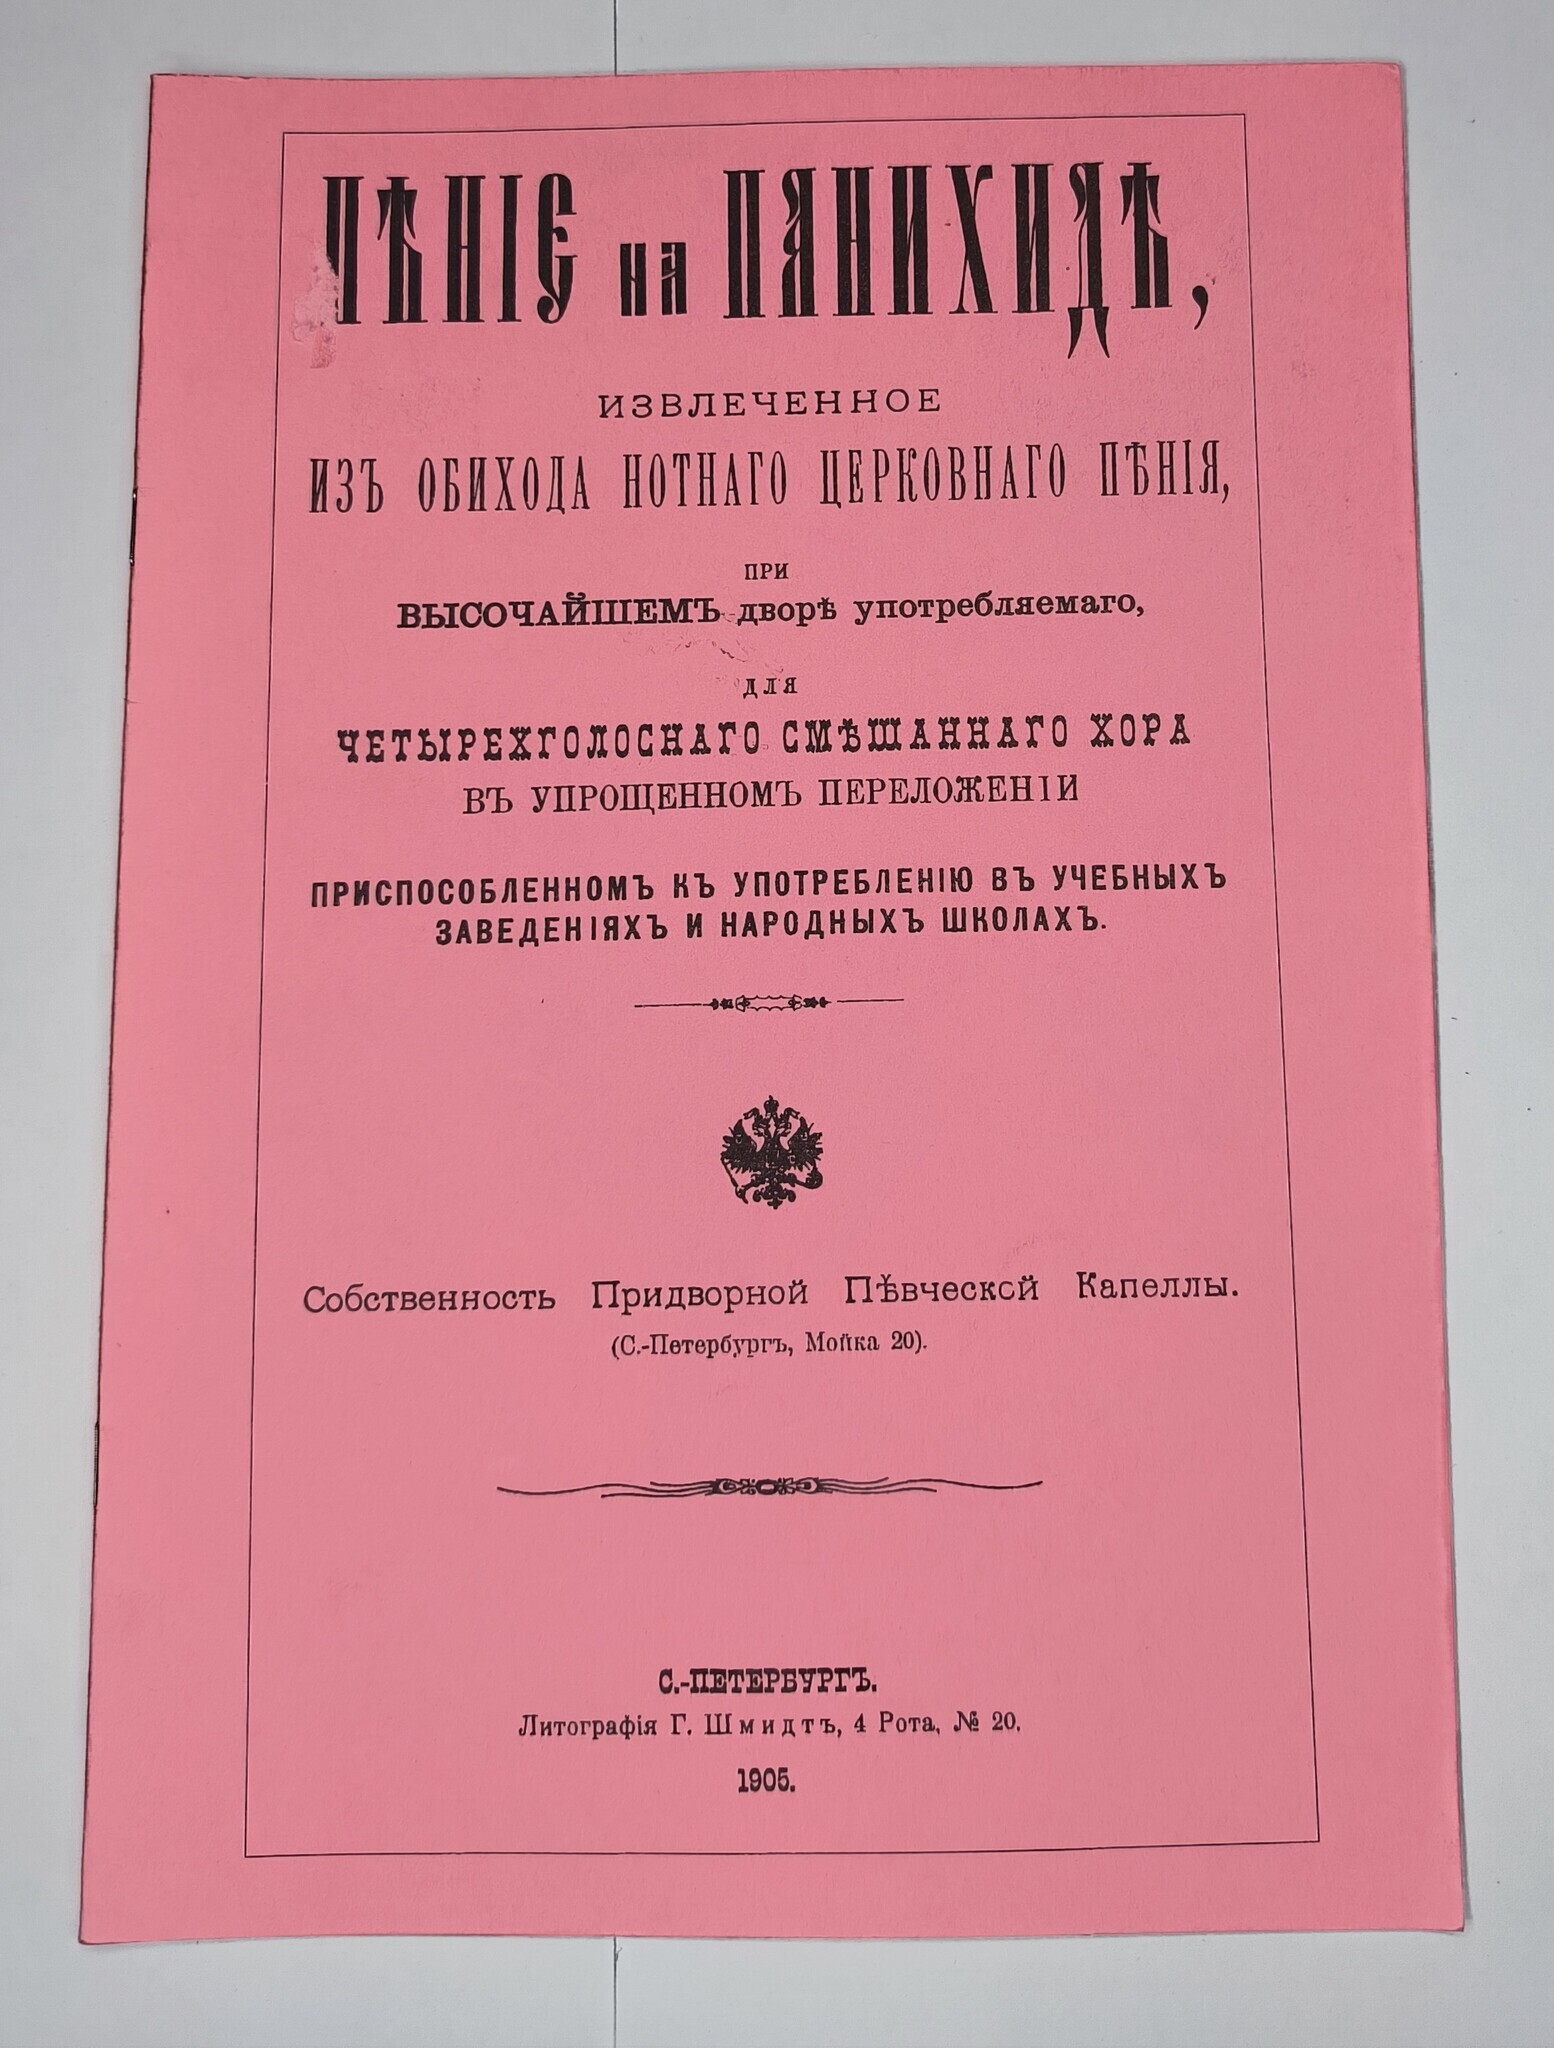 ПѢНІЕ на ПАНИХИДѢ,
ИЗВЛЕЧЕННОЕ
ИЗЪ ОБИХОДА НОТНАГО ЦЕРКОВНАГО ПѢНІЯ,
ПРИ
ВЫСОЧАЙШЕМЪ дворѣ употребляемаго,
ДЛЯ
ЧЕТЫРЕХГОЛОСНАГО СМѢШАННАГО ХОРА
ВЪ УПРОЩЕННОМЪ ПЕРЕЛОЖЕНІИ
ПРИСПОСОБЛЕННОМЪ КЪ УПОТРЕБЛЕНІЮ ВЪ УЧЕБНЫХЪ
ЗАВЕДЕНІЯХЪ И НАРОДНЫХЪ ШКОЛАХЪ.
Собственность Придворной Пѣвческой Капеллы.
(С.-Петербургъ, Мойка 20).
С.-ПЕТЕРБУРГЪ.
Литографія Г. Шмидтъ, 4 Рота, № 20.
1905.